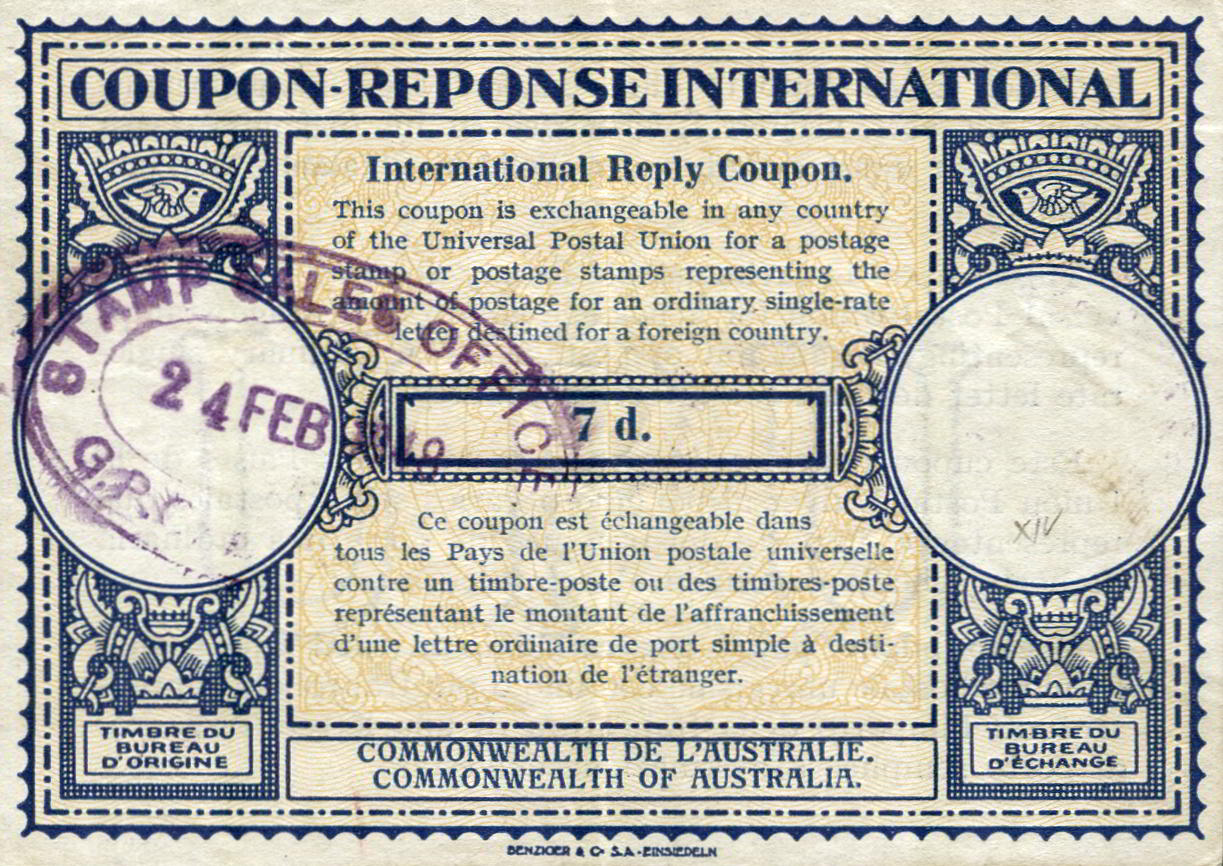 COUPON-REPONSE INTERNATIONAL
International Reply Coupon.
This coupon is exchangeable in any country
of the Universal Postal Union for a postage
stamp or postage stamps representing the
amount of postage for an ordinary single-rate
letter destined for a foreign country.
STAMP SALES OFFICE
24 FEB
G.P.O
7 d.
XIV
Ce coupon est échangeable dans
tous les Pays de l'Union postale universelle
contre un timbre-poste ou des timbres-poste
représentant le montant de l'affranchissement
d'une lettre ordinaire de port simple à desti-
nation de l'étranger.
TIMBRE DU
BUREAU
D'ORIGINE
COMMONWEALTH DE L'AUSTRALIE.
COMMONWEALTH OF AUSTRALIA.
TIMBRE DU
BUREAU
D'ÉCHANGE
BENZIGER & Co S.A.-EINSIEDELN